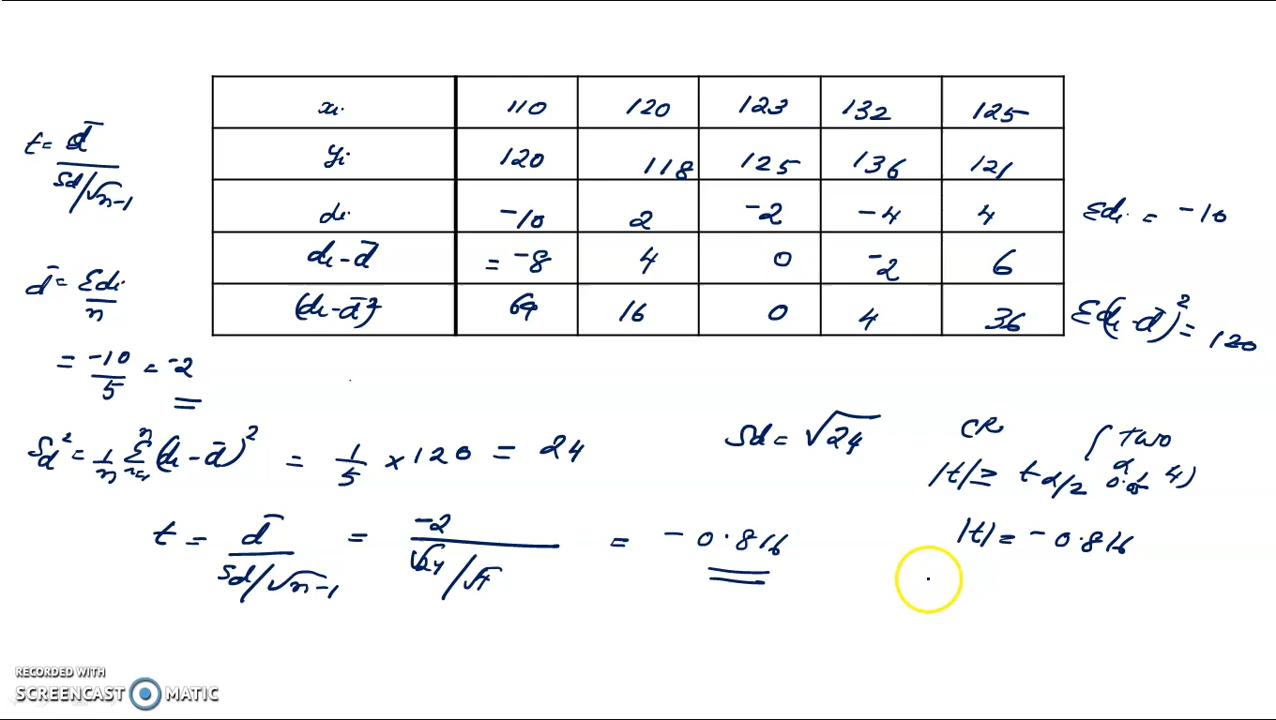 xi 110 120 123 132 125
t = d̄ / (Sd/√n-1)
yi 120 118 125 136 121
di -10 2 -2 -4 4 Σdi = -10
di - d̄ = -8 4 0 -2 6
d̄ = Σdi / n
(di - d̄)² 64 16 0 4 36 Σ(di - d̄)² = 120
= -10/5 = -2
Sd² = 1/n Σ (di - d̄)² = 1/5 × 120 = 24
Sd = √24
CR
|t| ≥ t α/2
(Two
α
0.05, 4)
t = d̄ / (Sd/√n-1) = -2 / (√24/√4) = -0.816
|t| = -0.816
RECORDED WITH
SCREENCAST MATIC